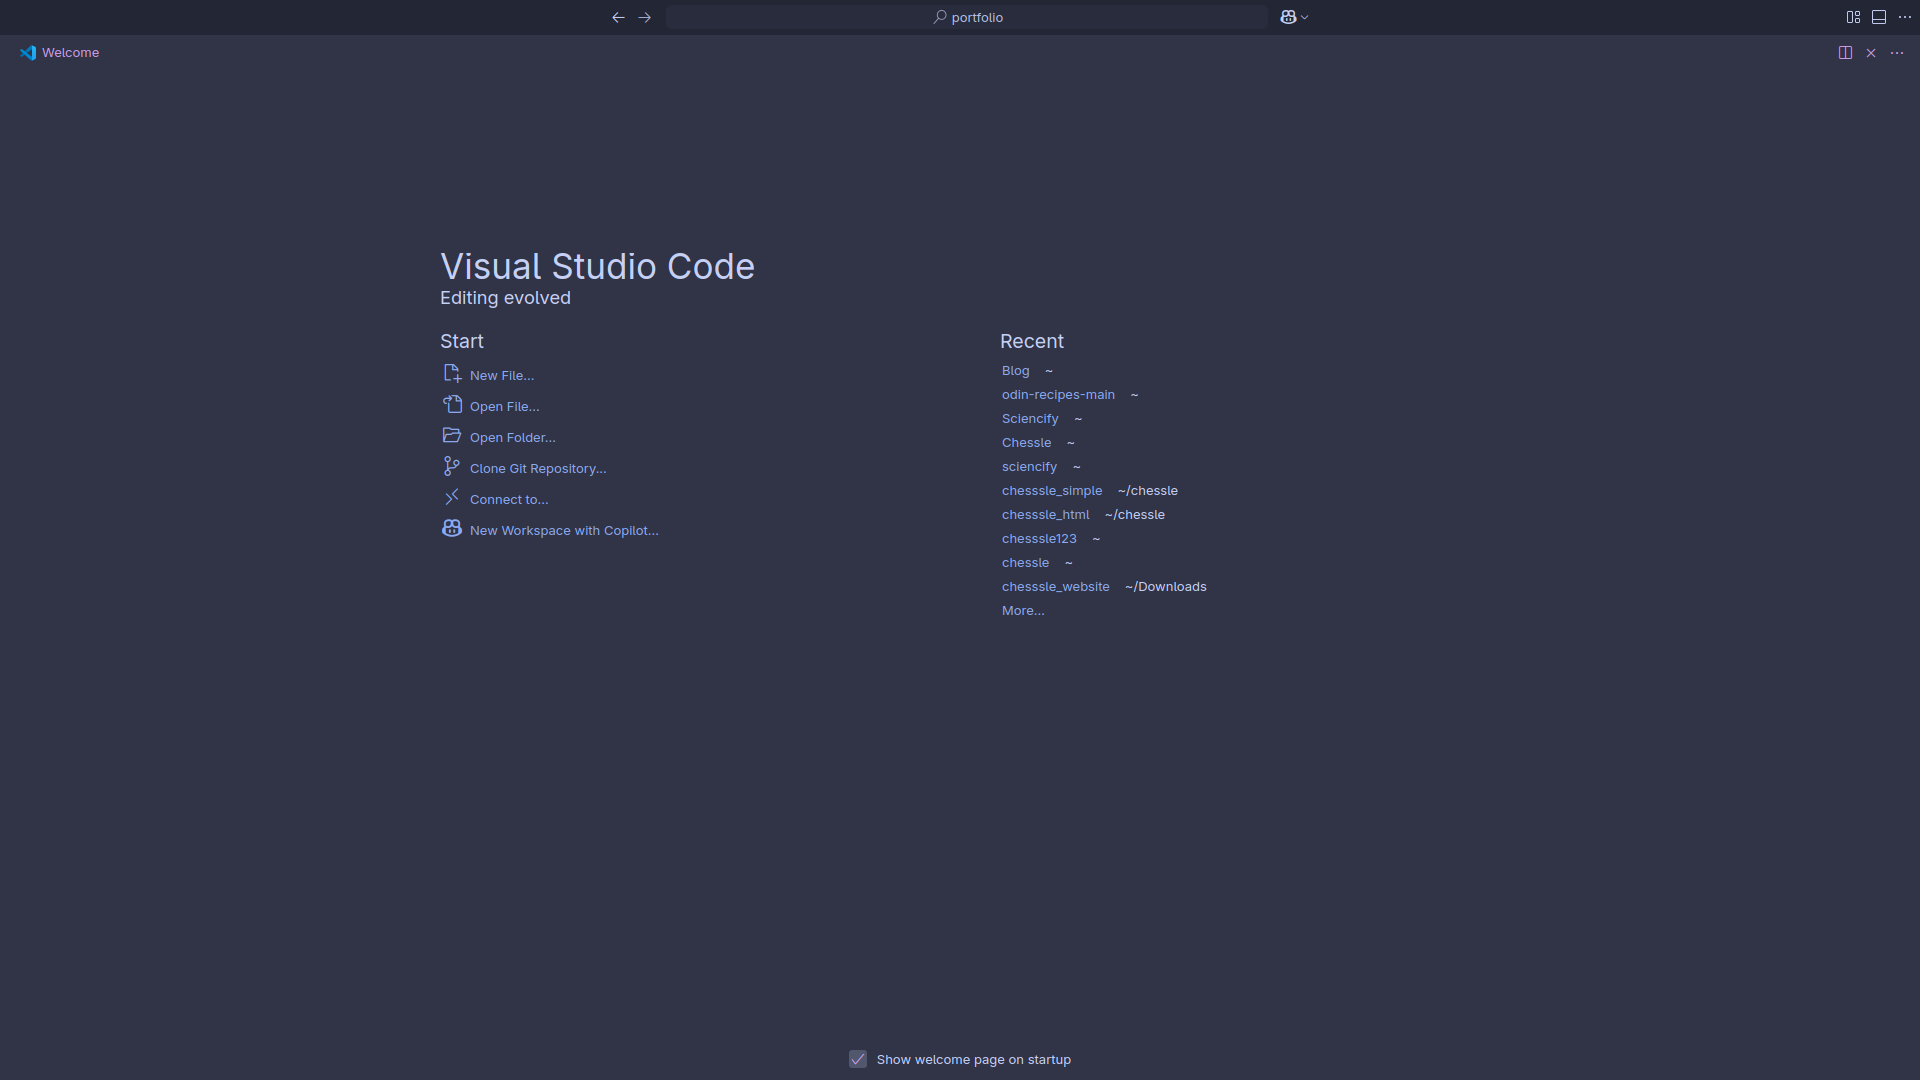 portfolio
Welcome
Visual Studio Code
Editing evolved
Start
New File...
Open File...
Open Folder...
Clone Git Repository...
Connect to...
New Workspace with Copilot...
Recent
Blog ~
odin-recipes-main ~
Sciencify ~
Chessle ~
sciencify ~
chesssle_simple ~/chessle
chesssle_html ~/chessle
chesssle123 ~
chessle ~
chesssle_website ~/Downloads
More...
Show welcome page on startup